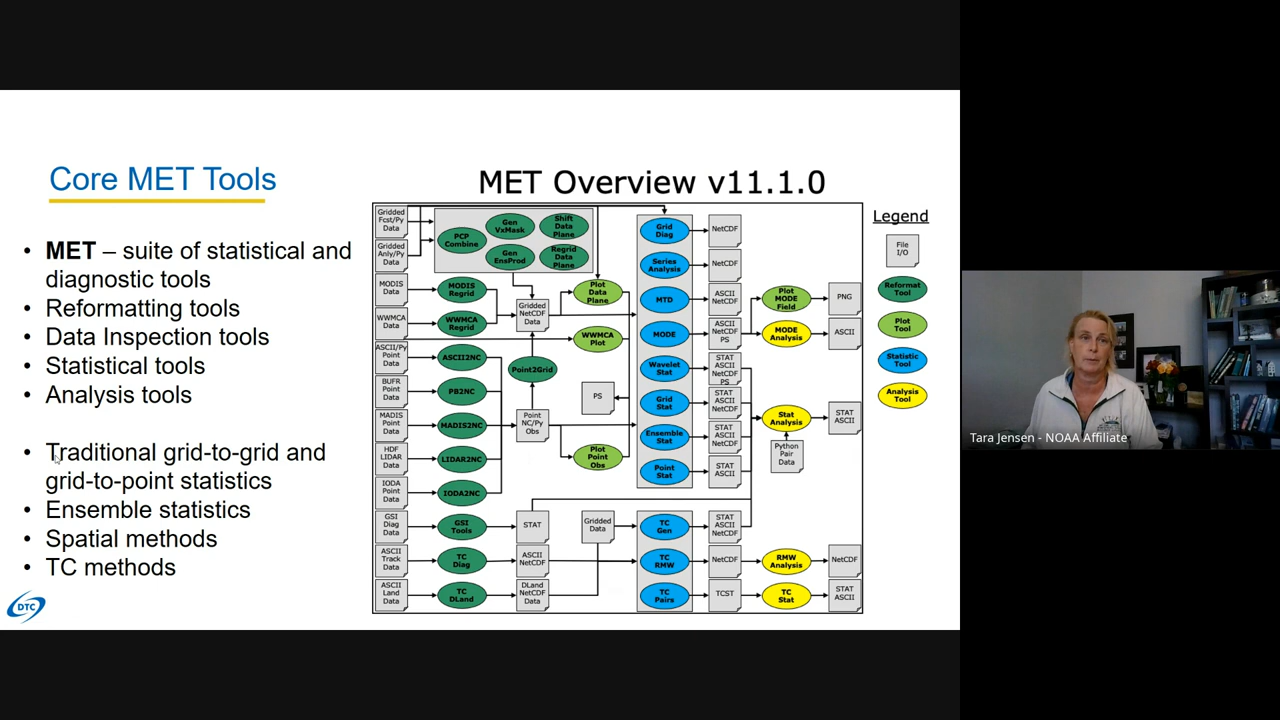 Core MET Tools
• MET – suite of statistical and
diagnostic tools
• Reformatting tools
• Data Inspection tools
• Statistical tools
• Analysis tools
• Traditional grid-to-grid and
grid-to-point statistics
• Ensemble statistics
• Spatial methods
• TC methods
DTC
MET Overview v11.1.0
Gridded
Fcst/Py
Data
Gridded
Anly/Py
Data
MODIS
Data
WWMCA
Data
ASCII/Py
Point
Data
BUFR
Point
Data
MADIS
Point
Data
HDF
LIDAR
Data
IODA
Point
Data
GSI
Diag
Data
ASCII
Track
Data
ASCII
Land
Data
PCP
Combine
Gen
VxMask
Shift
Data
Plane
Gen
EnsProd
Regrid
Data
Plane
MODIS
Regrid
WWMCA
Regrid
ASCII2NC
PB2NC
MADIS2NC
LIDAR2NC
IODA2NC
GSI
Tools
TC
Diag
TC
DLand
Gridded
NetCDF
Data
Point2Grid
Point
NC/Py
Obs
STAT
ASCII
NetCDF
DLand
NetCDF
Data
Plot
Data
Plane
WWMCA
Plot
PS
Plot
Point
Obs
Gridded
Data
Grid
Diag
Series
Analysis
MTD
MODE
Wavelet
Stat
Grid
Stat
Ensemble
Stat
Point
Stat
TC
Gen
TC
RMW
TC
Pairs
NetCDF
NetCDF
ASCII
NetCDF
ASCII
NetCDF
PS
STAT
ASCII
NetCDF
PS
STAT
ASCII
NetCDF
STAT
ASCII
NetCDF
STAT
ASCII
STAT
ASCII
NetCDF
NetCDF
TCST
Plot
MODE
Field
MODE
Analysis
Stat
Analysis
Python
Pair
Data
RMW
Analysis
TC
Stat
PNG
ASCII
STAT
ASCII
NetCDF
STAT
ASCII
Legend
File
I/O
Reformat
Tool
Plot
Tool
Statistic
Tool
Analysis
Tool
Tara Jensen - NOAA Affiliate